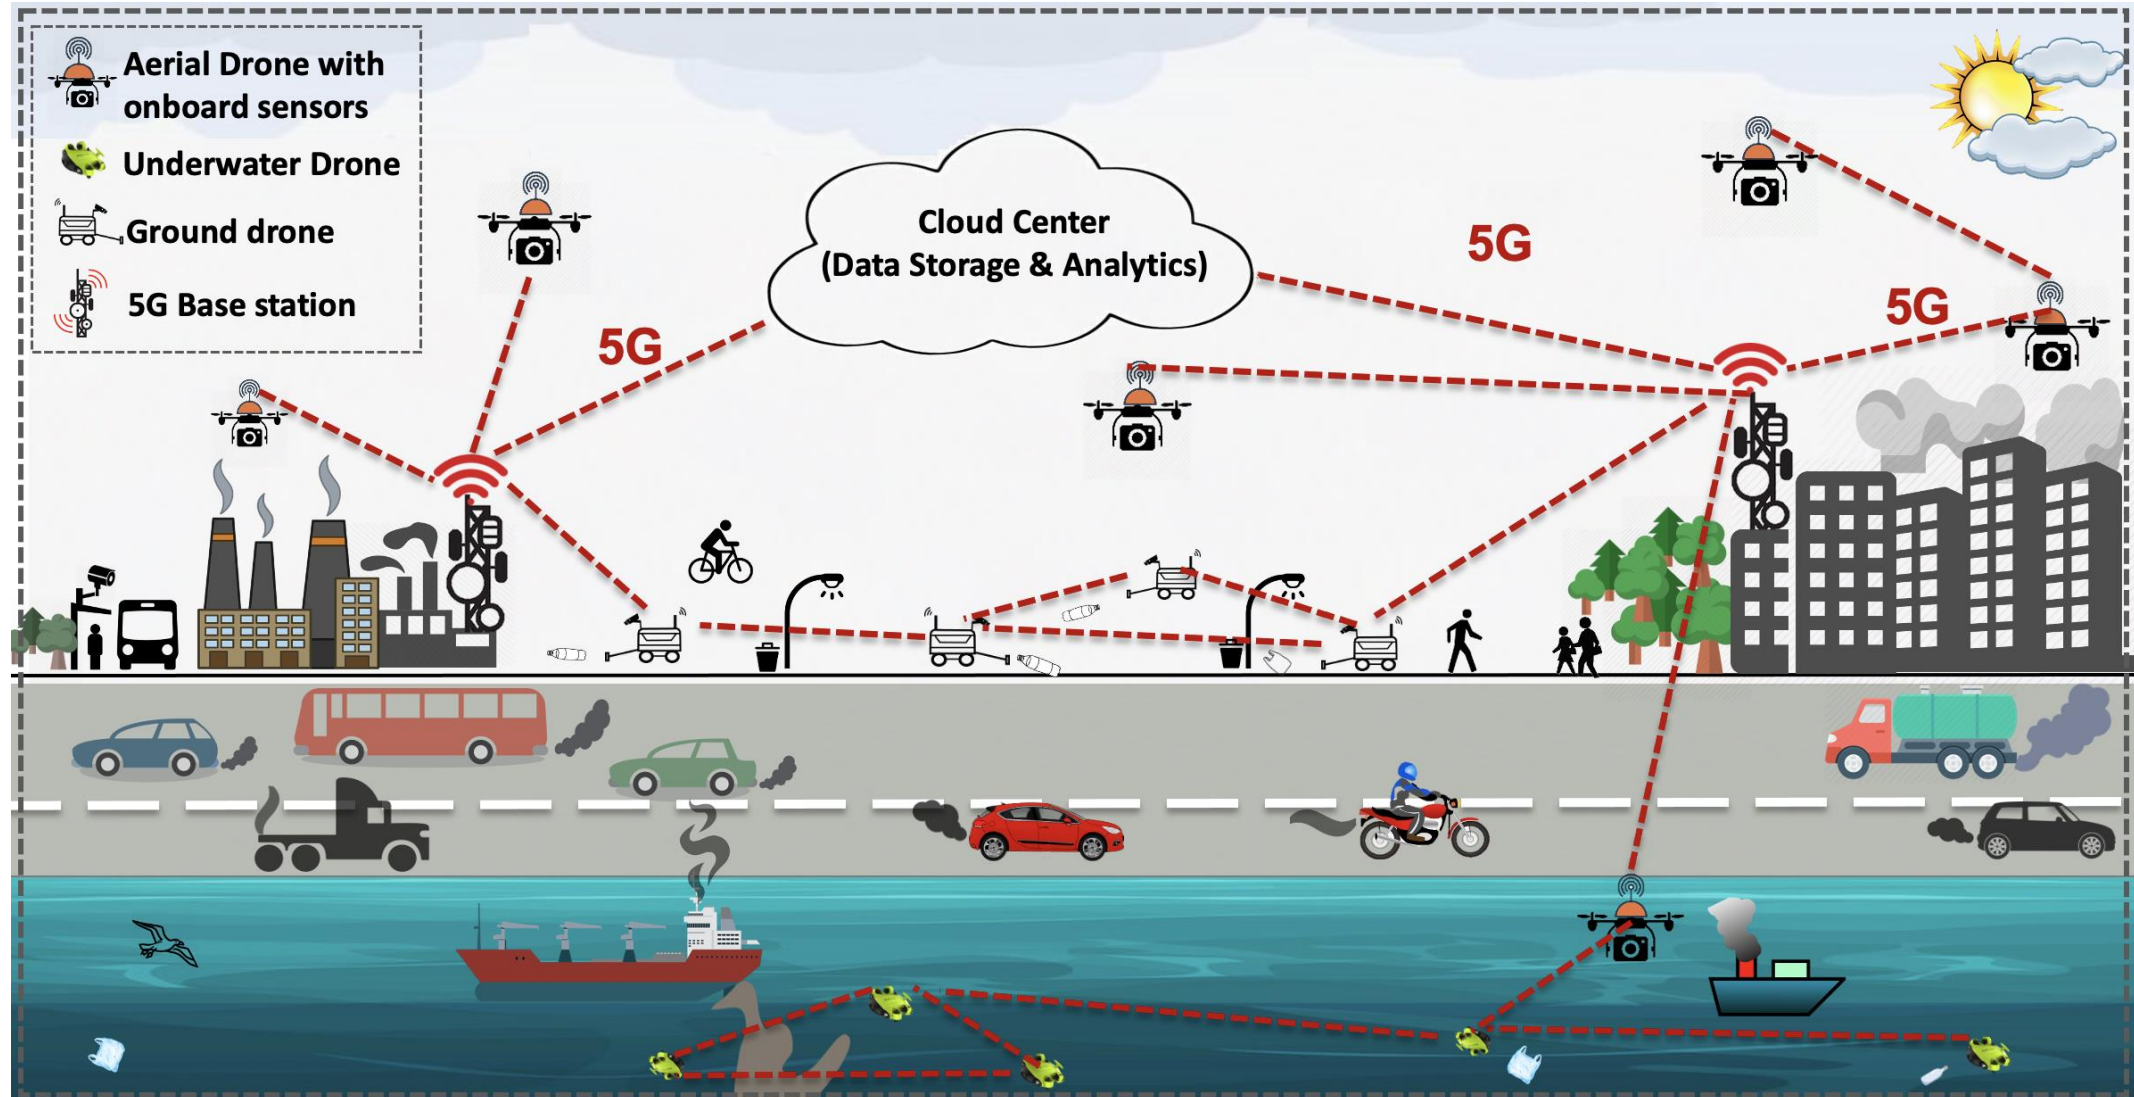 Aerial Drone with
onboard sensors
Underwater Drone
Ground drone
5G Base station
Cloud Center
(Data Storage & Analytics)
5G
5G
5G